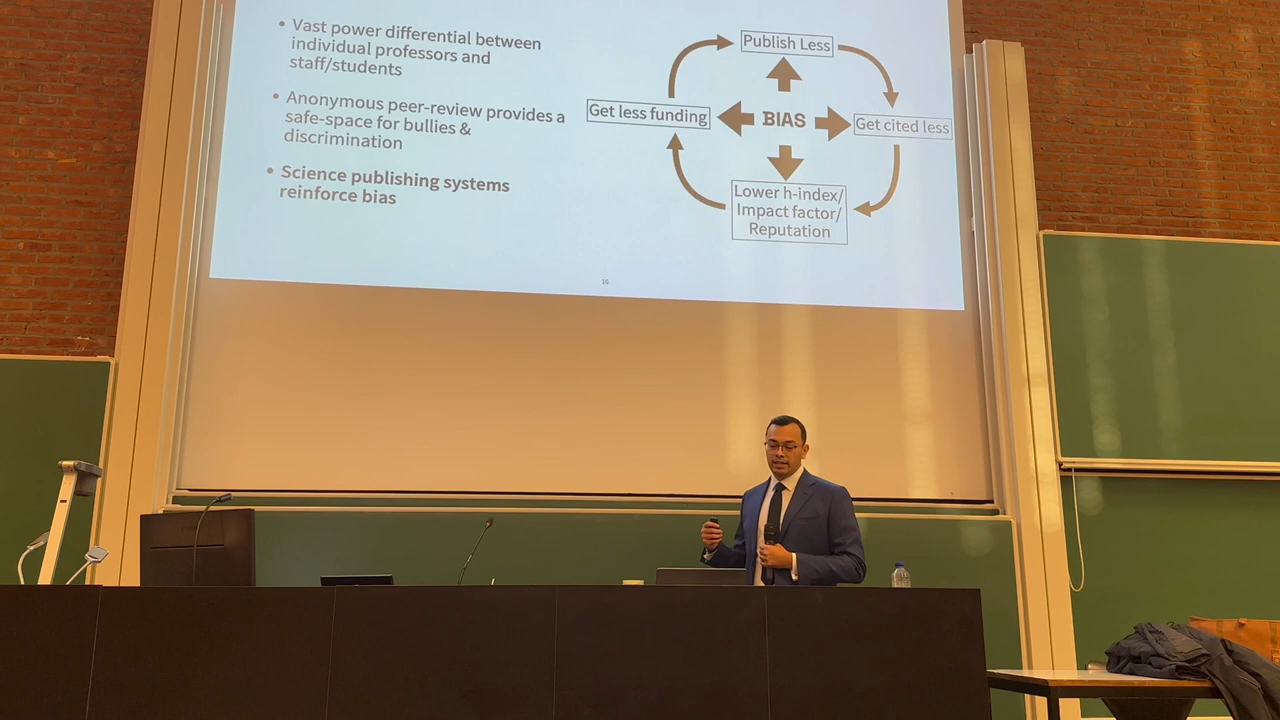 • Vast power differential between
individual professors and
staff/students
• Anonymous peer-review provides a
safe-space for bullies &
discrimination
• Science publishing systems
reinforce bias
Publish Less
Get less funding
BIAS
Get cited less
Lower h-index/
Impact factor/
Reputation
16